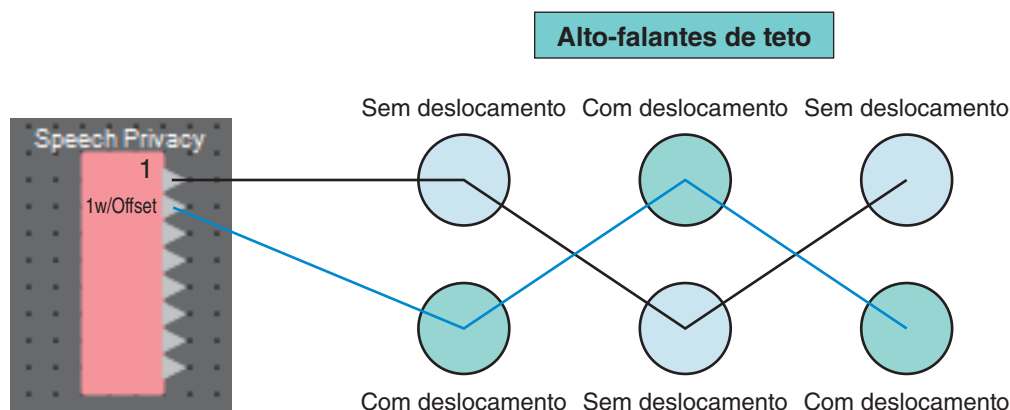 Alto-falantes de teto
Sem deslocamento Com deslocamento Sem deslocamento
Speech Privacy
1
1w/Offset
Com deslocamento Sem deslocamento Com deslocamento